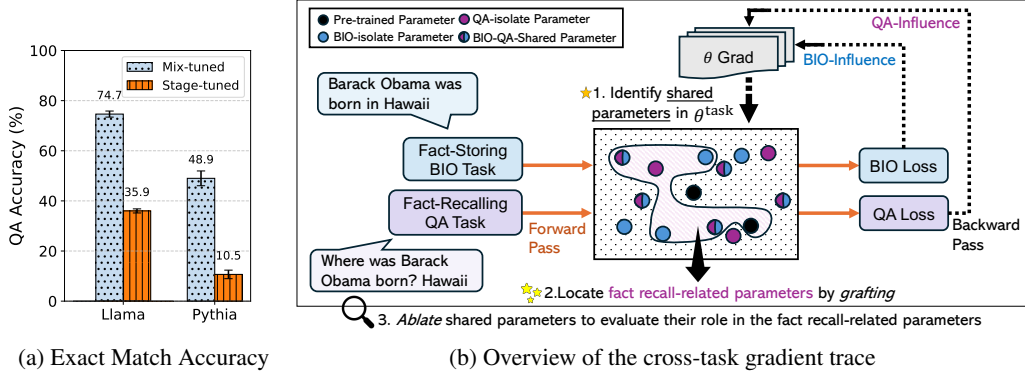 100
80
60
40
20
0
QA Accuracy (%)
Mix-tuned
Stage-tuned
74.7
35.9
48.9
10.5
Llama
Pythia
(a) Exact Match Accuracy
Pre-trained Parameter
QA-isolate Parameter
BIO-isolate Parameter
BIO-QA-Shared Parameter
QA-Influence
BIO-Influence
θ Grad
Barack Obama was
born in Hawaii
1. Identify shared
parameters in θ^task
Fact-Storing
BIO Task
Fact-Recalling
QA Task
Forward
Pass
BIO Loss
QA Loss
Backward
Pass
Where was Barack
Obama born? Hawaii
2.Locate fact recall-related parameters by grafting
3. Ablate shared parameters to evaluate their role in the fact recall-related parameters
(b) Overview of the cross-task gradient trace